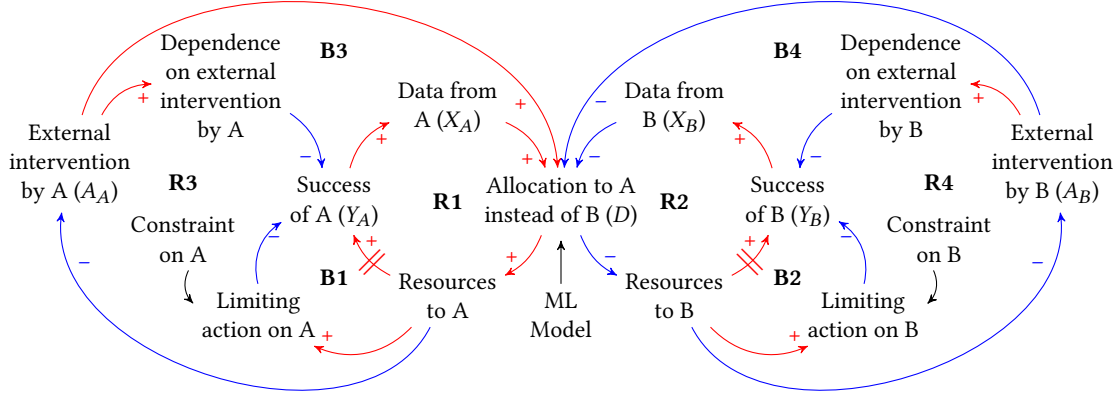 Dependence
on external
intervention
by A
B3
Data from
A (X_A)
External
intervention
by A (A_A)
R3
Success
of A (Y_A)
R1
Constraint
on A
B1
Limiting
action on A
Resources
to A
Allocation to A
instead of B (D)
ML
Model
B4
Dependence
on external
intervention
by B
Data from
B (X_B)
R2
Success
of B (Y_B)
R4
External
intervention
by B (A_B)
Constraint
on B
B2
Resources
to B
Limiting
action on B
+
+
+
+
+
+
+
−
−
−
−
−
−
−
−
−
+
+
+
+